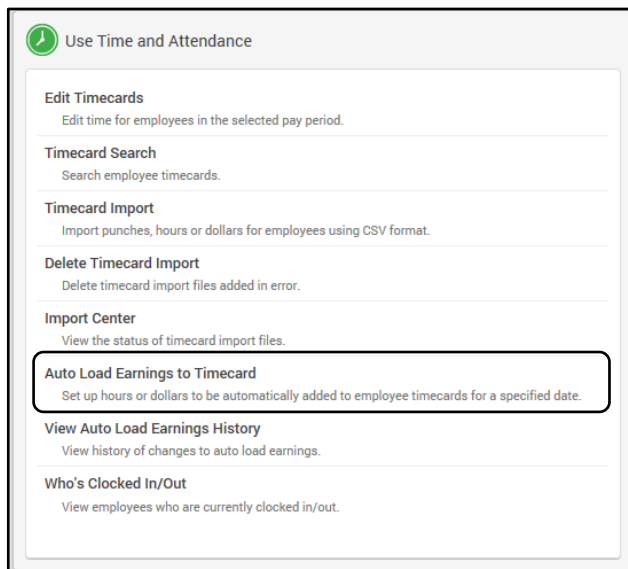 Use Time and Attendance
Edit Timecards
Edit time for employees in the selected pay period.
Timecard Search
Search employee timecards.
Timecard Import
Import punches, hours or dollars for employees using CSV format.
Delete Timecard Import
Delete timecard import files added in error.
Import Center
View the status of timecard import files.
Auto Load Earnings to Timecard
Set up hours or dollars to be automatically added to employee timecards for a specified date.
View Auto Load Earnings History
View history of changes to auto load earnings.
Who's Clocked In/Out
View employees who are currently clocked in/out.